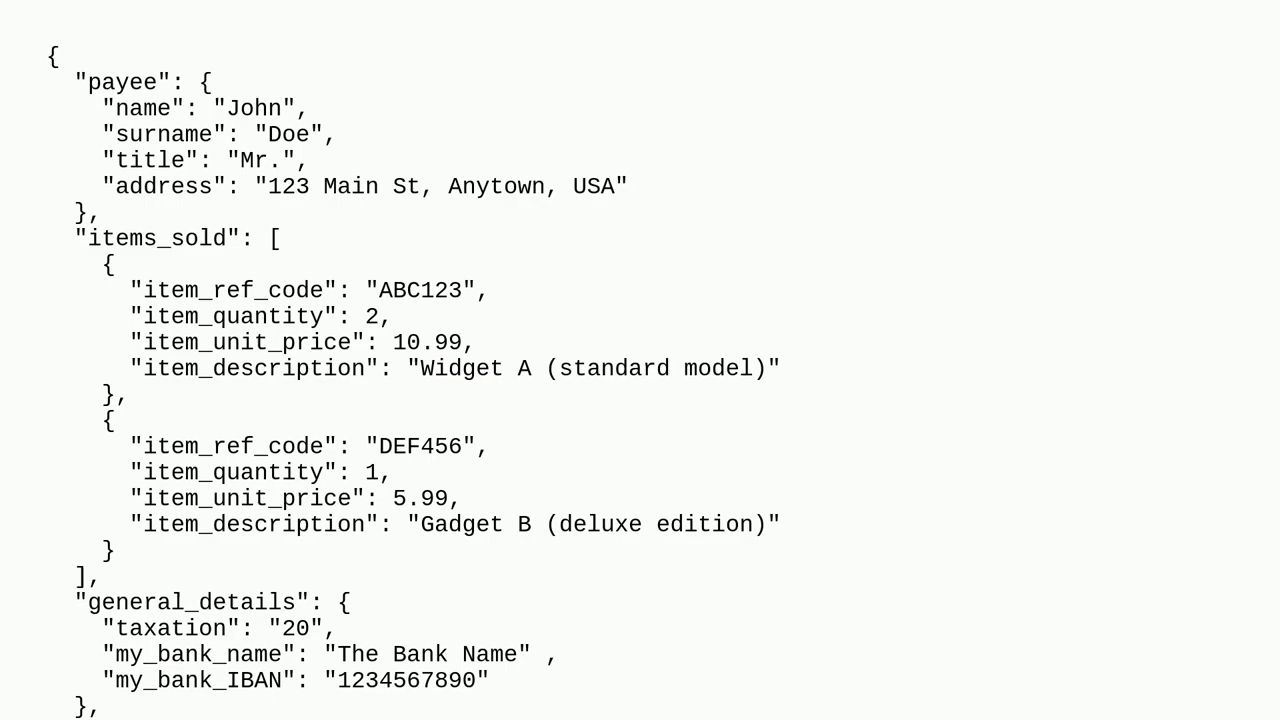 {
  "payee": {
    "name": "John",
    "surname": "Doe",
    "title": "Mr.",
    "address": "123 Main St, Anytown, USA"
  },
  "items_sold": [
    {
      "item_ref_code": "ABC123",
      "item_quantity": 2,
      "item_unit_price": 10.99,
      "item_description": "Widget A (standard model)"
    },
    {
      "item_ref_code": "DEF456",
      "item_quantity": 1,
      "item_unit_price": 5.99,
      "item_description": "Gadget B (deluxe edition)"
    }
  ],
  "general_details": {
    "taxation": "20",
    "my_bank_name": "The Bank Name" ,
    "my_bank_IBAN": "1234567890"
  },